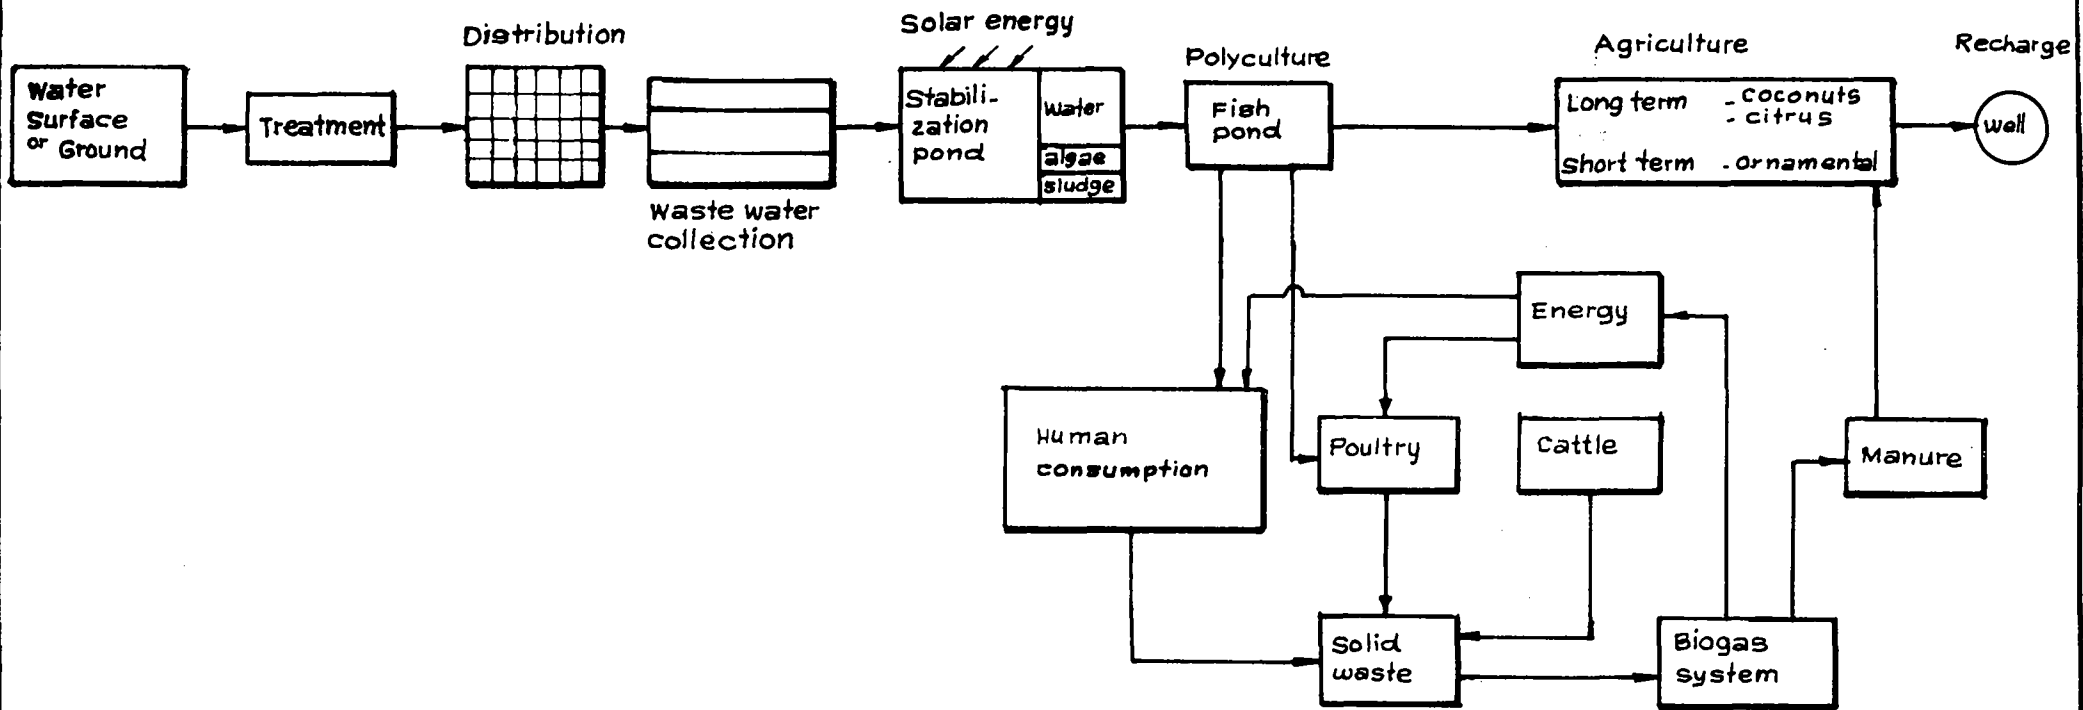 Solar energy
Distribution
Polyculture
Agriculture
Recharge
Water
Surface
or Ground
Treatment
Waste water
collection
Stabili-
zation
pond
Water
algae
sludge
Fish
pond
Long term - coconuts
- citrus
Short term - ornamental
well
Energy
Human
consumption
Poultry
Cattle
Manure
Solid
waste
Biogas
system